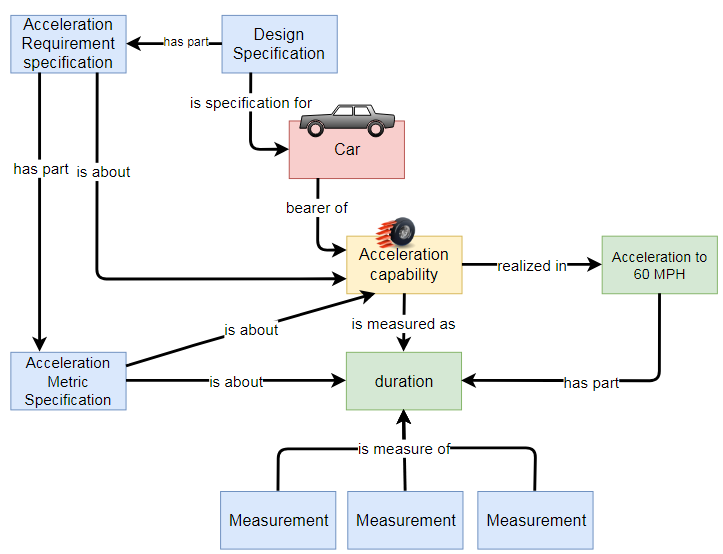 Acceleration
Requirement
specification
has part
Design
Specification
is specification for
Car
has part
is about
bearer of
Acceleration
capability
realized in
Acceleration to
60 MPH
is about
is measured as
Acceleration
Metric
Specification
is about
duration
has part
is measure of
Measurement
Measurement
Measurement